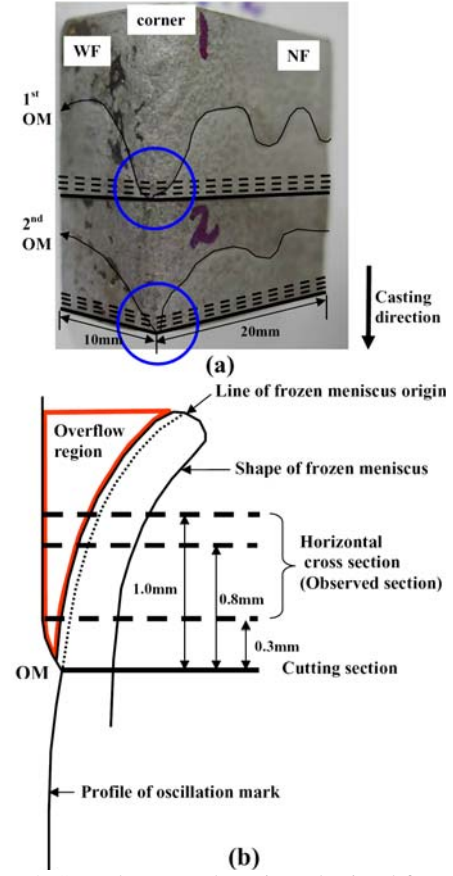 corner
WF
NF
1
1st
OM
2nd
OM
2
Casting
direction
10mm
20mm
(a)
Line of frozen meniscus origin
Overflow
region
Shape of frozen meniscus
Horizontal
cross section
(Observed section)
1.0mm
0.8mm
0.3mm
OM
Cutting section
Profile of oscillation mark
(b)